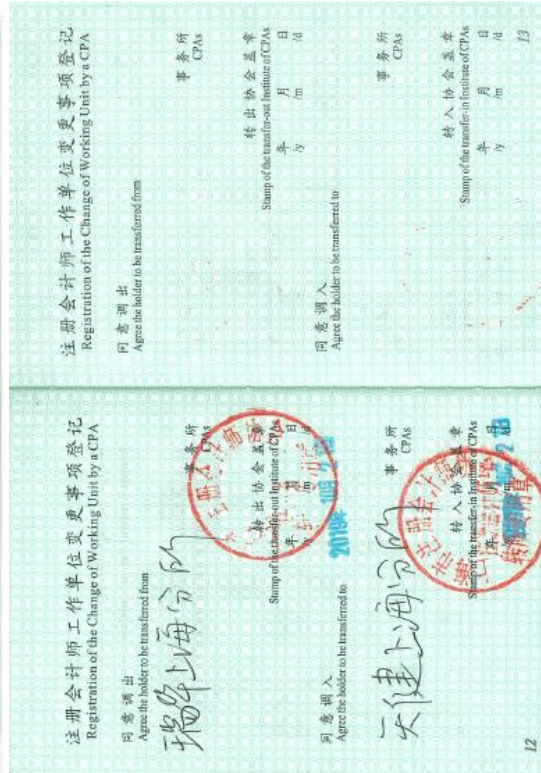 注册会计师工作单位变更事项登记
Registration of the Change of Working Unit by a CPA
同意调出
Agree the holder to be transferred from
瑞华上海分所
事务所
CPAs
转出协会盖章
Stamp of the transfer-out Institute of CPAs
年 月 日
/y /m /d
2019年
同意调入
Agree the holder to be transferred to
天健上海分所
事务所
CPAs
转入协会盖章
Stamp of the transfer-in Institute of CPAs
年 月 日
/m
12
注册会计师工作单位变更事项登记
Registration of the Change of Working Unit by a CPA
同意调出
Agree the holder to be transferred from
事务所
CPAs
转出协会盖章
Stamp of the transfer-out Institute of CPAs
年 月 日
/y /m /d
同意调入
Agree the holder to be transferred to
事务所
CPAs
转入协会盖章
Stamp of the transfer-in Institute of CPAs
年 月 日
/y /m /d
13